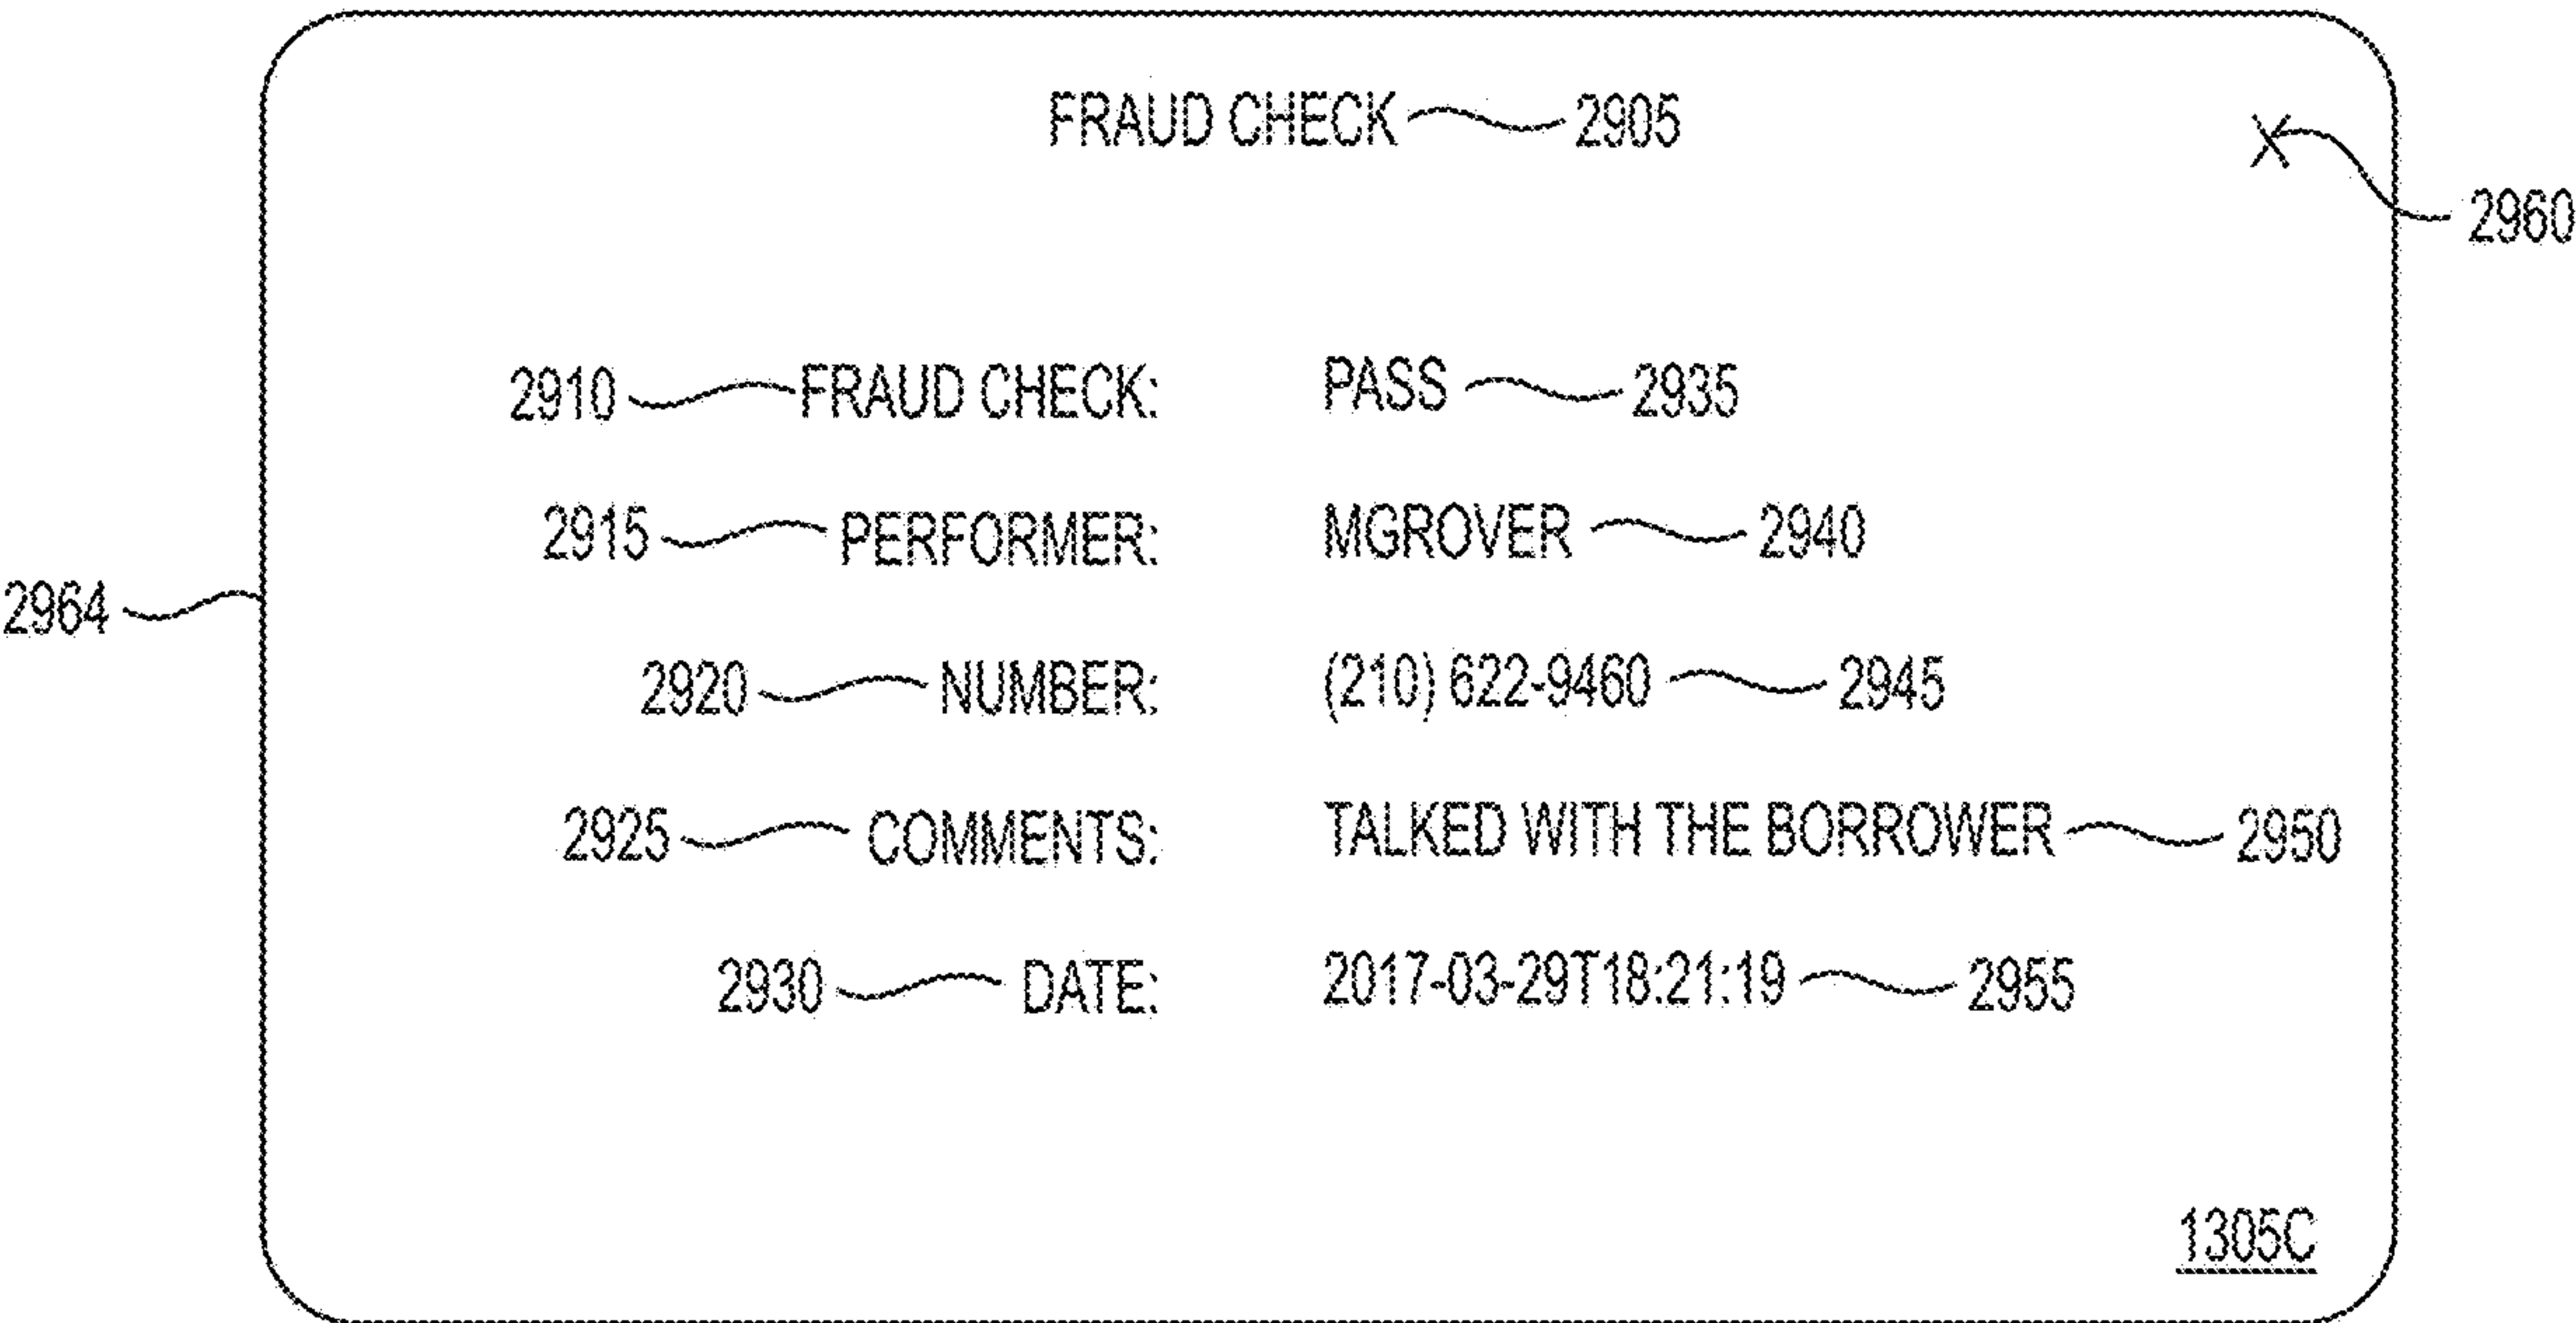 FRAUD CHECK 2905
2960
2910 FRAUD CHECK: PASS 2935
2915 PERFORMER: MGROVER 2940
2964
2920 NUMBER: (210) 622-9460 2945
2925 COMMENTS: TALKED WITH THE BORROWER 2950
2930 DATE: 2017-03-29T18:21:19 2955
1305C